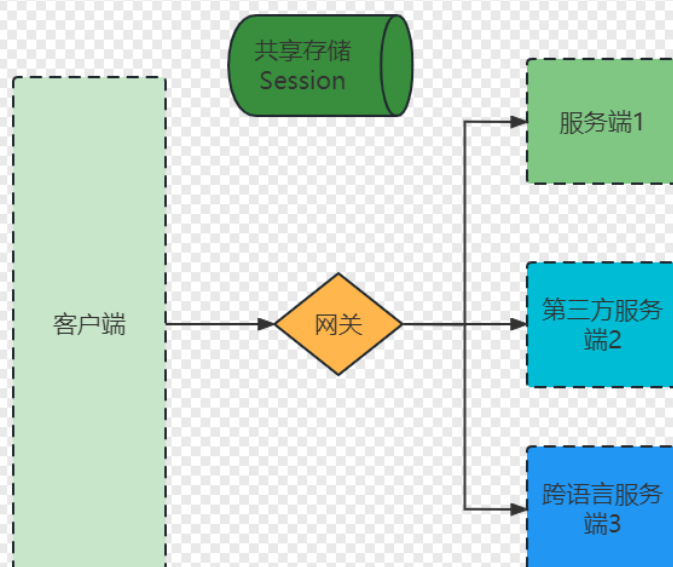 共享存储
Session
服务端1
客户端
网关
第三方服务
端2
跨语言服务
端3